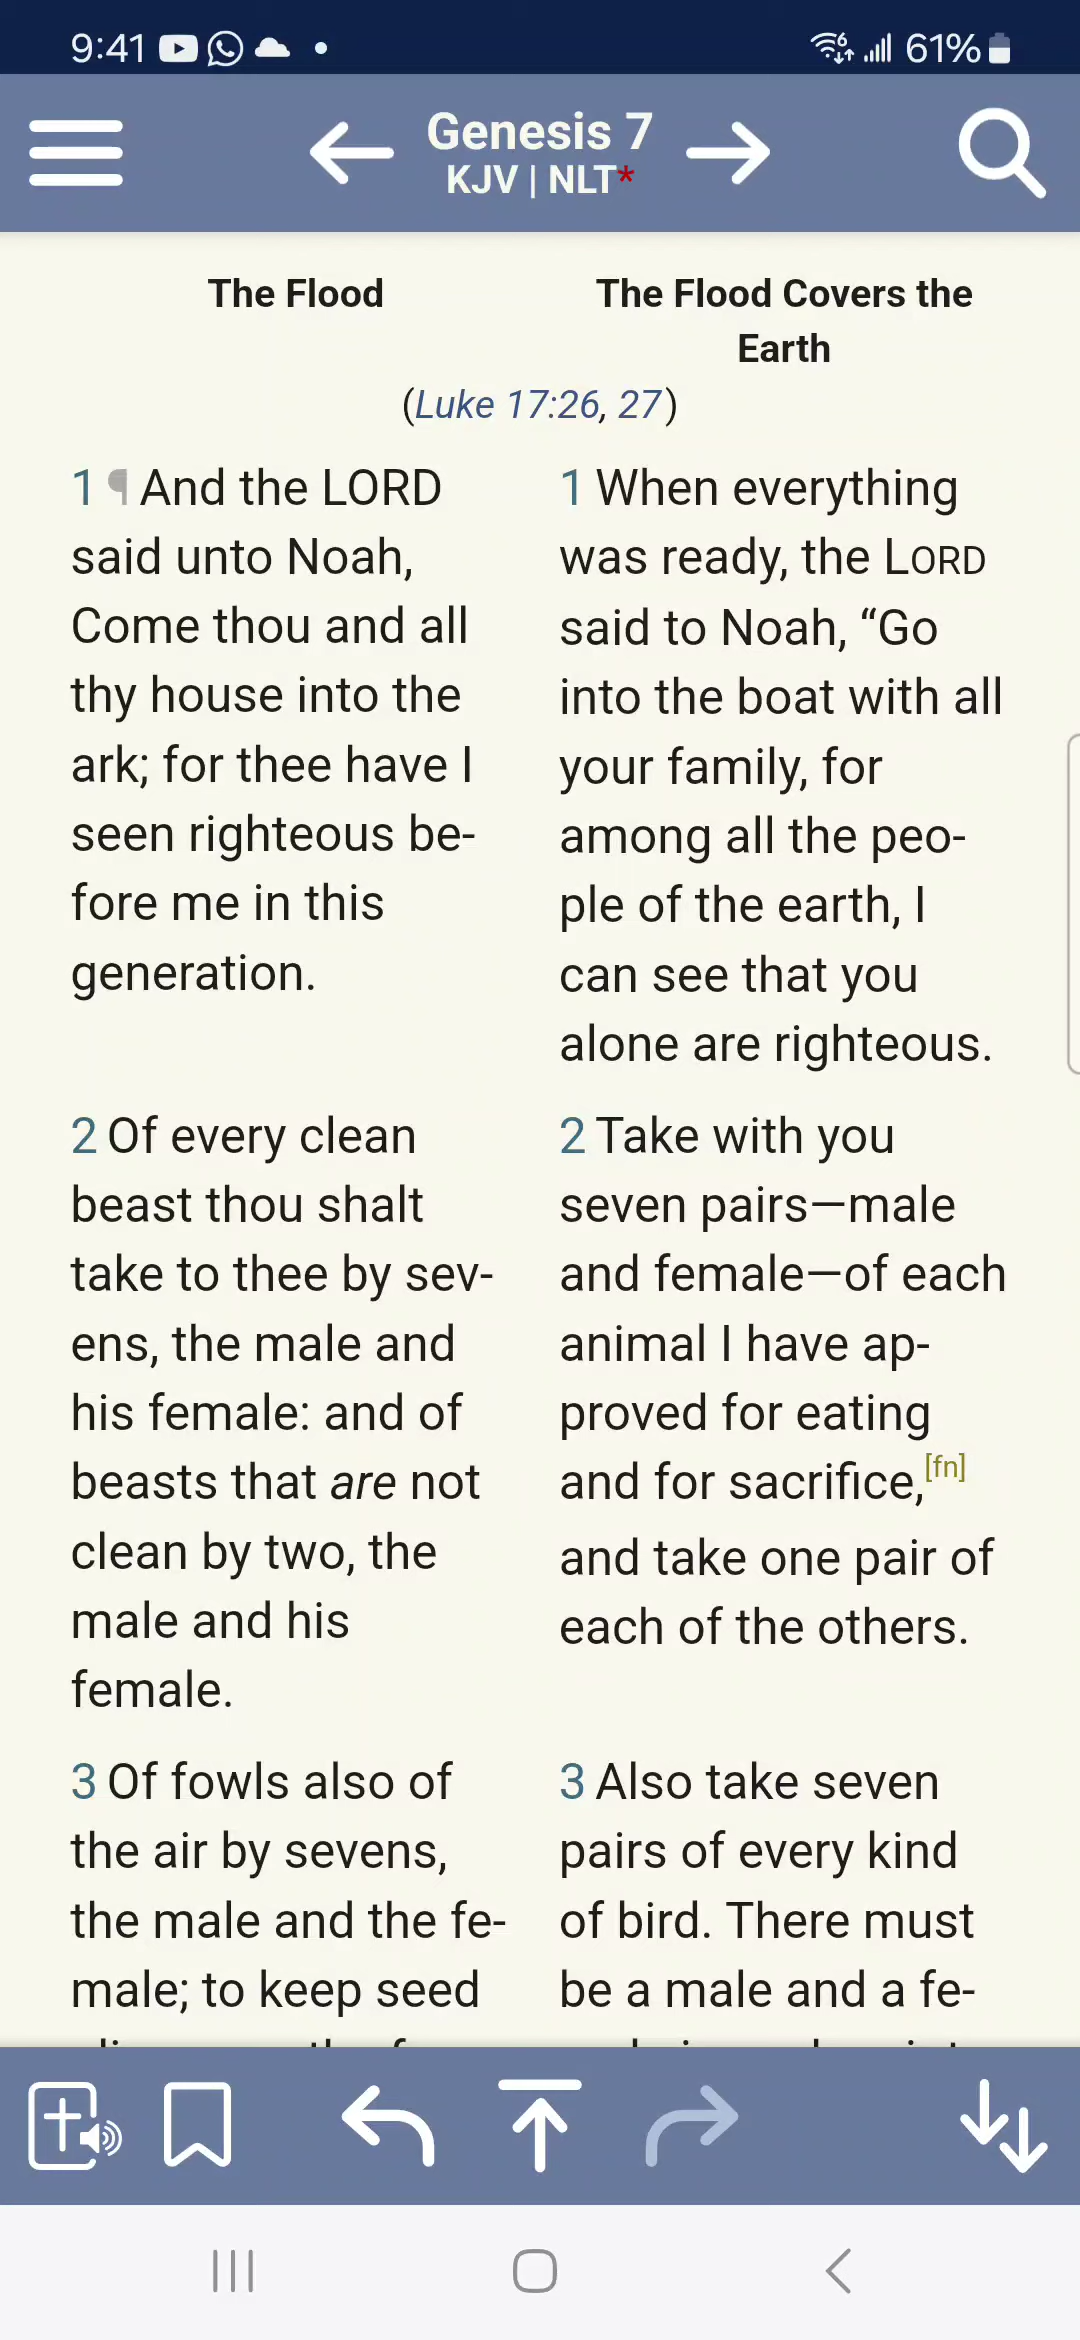 9:41
6 61%
Genesis 7
KJV | NLT*
The Flood
The Flood Covers the
Earth
(Luke 17:26, 27)
1 ¶ And the LORD
said unto Noah,
Come thou and all
thy house into the
ark; for thee have I
seen righteous be-
fore me in this
generation.
1 When everything
was ready, the LORD
said to Noah, “Go
into the boat with all
your family, for
among all the peo-
ple of the earth, I
can see that you
alone are righteous.
2 Of every clean
beast thou shalt
take to thee by sev-
ens, the male and
his female: and of
beasts that are not
clean by two, the
male and his
female.
2 Take with you
seven pairs—male
and female—of each
animal I have ap-
proved for eating
and for sacrifice,[fn]
and take one pair of
each of the others.
3 Of fowls also of
the air by sevens,
the male and the fe-
male; to keep seed
3 Also take seven
pairs of every kind
of bird. There must
be a male and a fe-